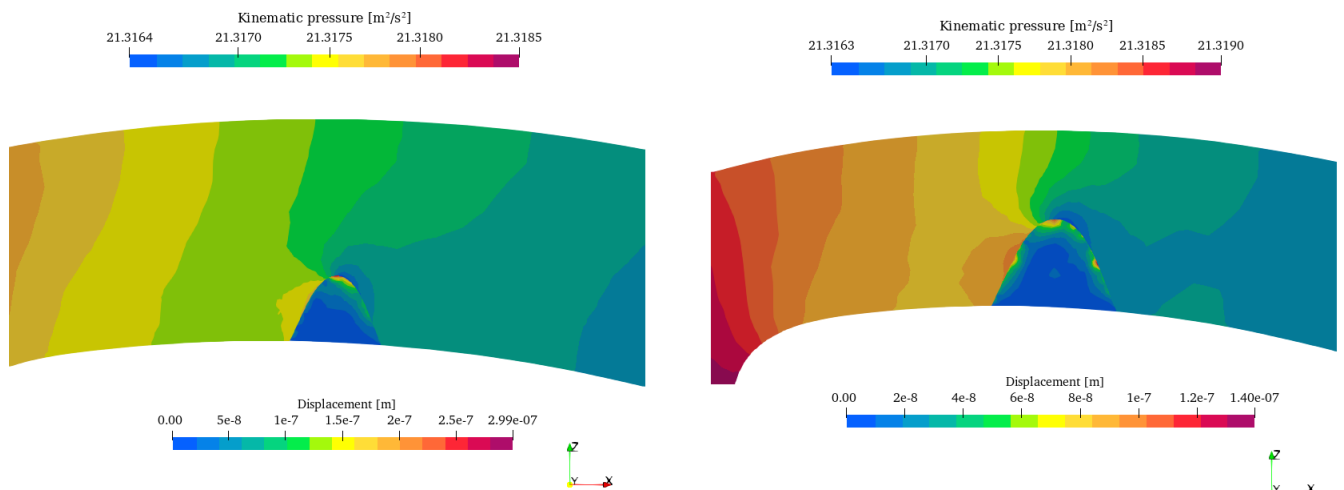 Kinematic pressure [m²/s²]
21.3164 21.3170 21.3175 21.3180 21.3185
Displacement [m]
0.00 5e-8 1e-7 1.5e-7 2e-7 2.5e-7 2.99e-07
Z
Y X
Kinematic pressure [m²/s²]
21.3163 21.3170 21.3175 21.3180 21.3185 21.3190
Displacement [m]
0.00 2e-8 4e-8 6e-8 8e-8 1e-7 1.2e-7 1.40e-07
Z
Y X